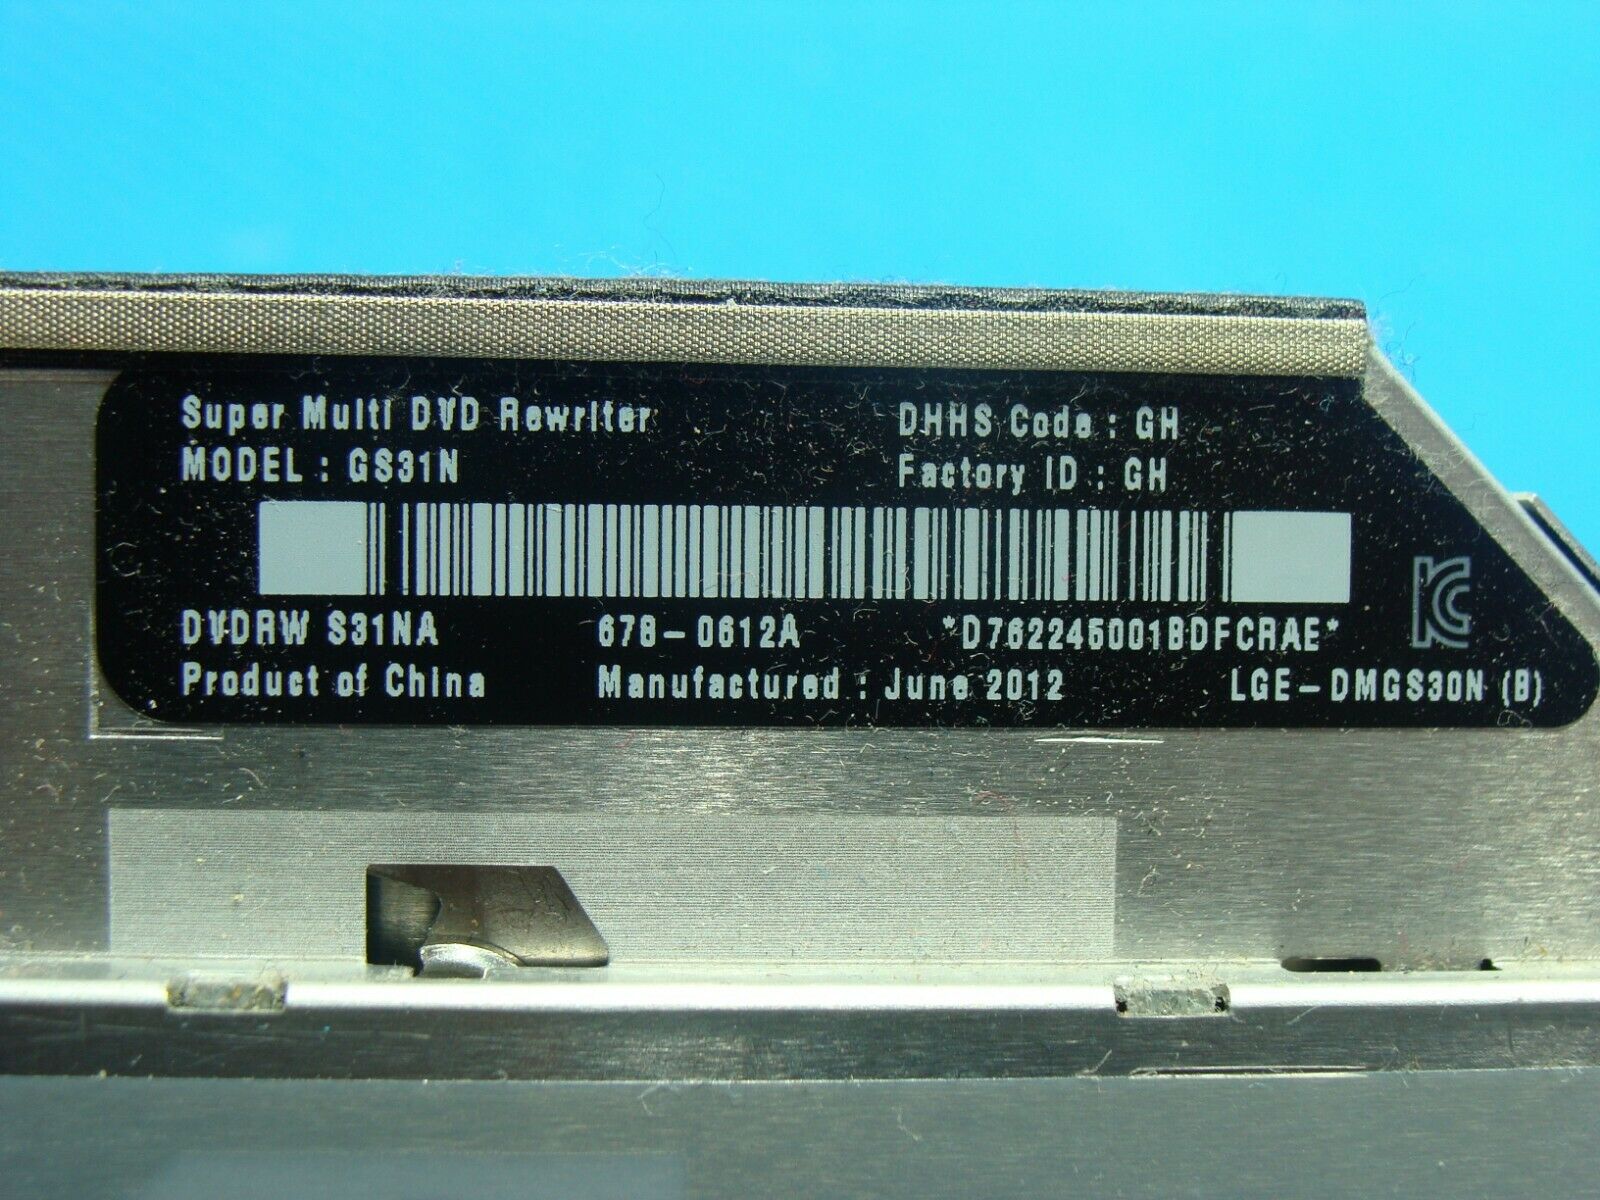 Super Multi DVD Rewriter
DHHS Code : GH
MODEL : GS31N
Factory ID : GH
DVDRW S31NA
678-0612A
*D762245001BDFCRAE*
Product of China
Manufactured : June 2012
LGE-DMGS30N (B)